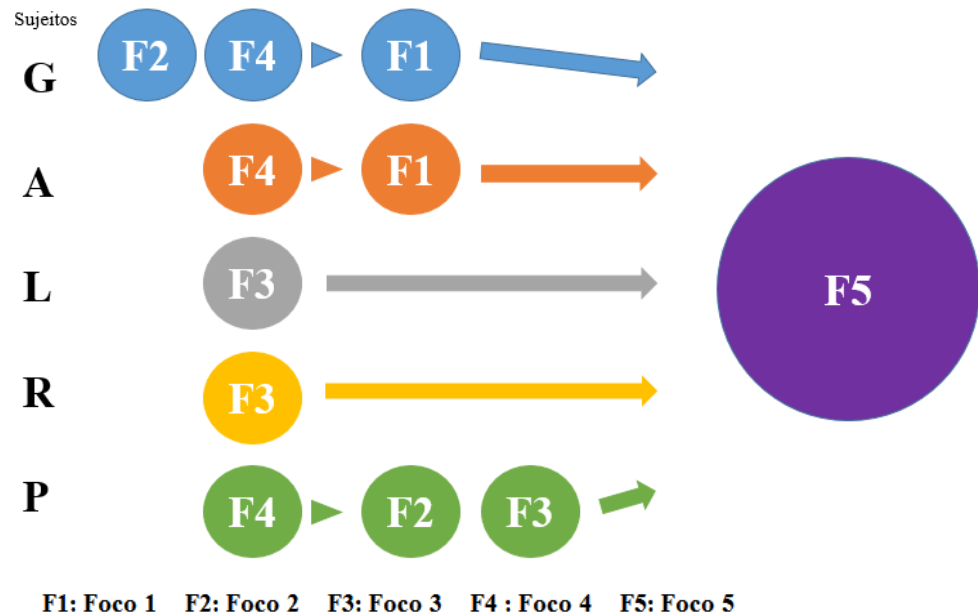 Sujeitos
G F2 F4 F1
A F4 F1
L F3
F5
R F3
P F4 F2 F3
F1: Foco 1 F2: Foco 2 F3: Foco 3 F4 : Foco 4 F5: Foco 5